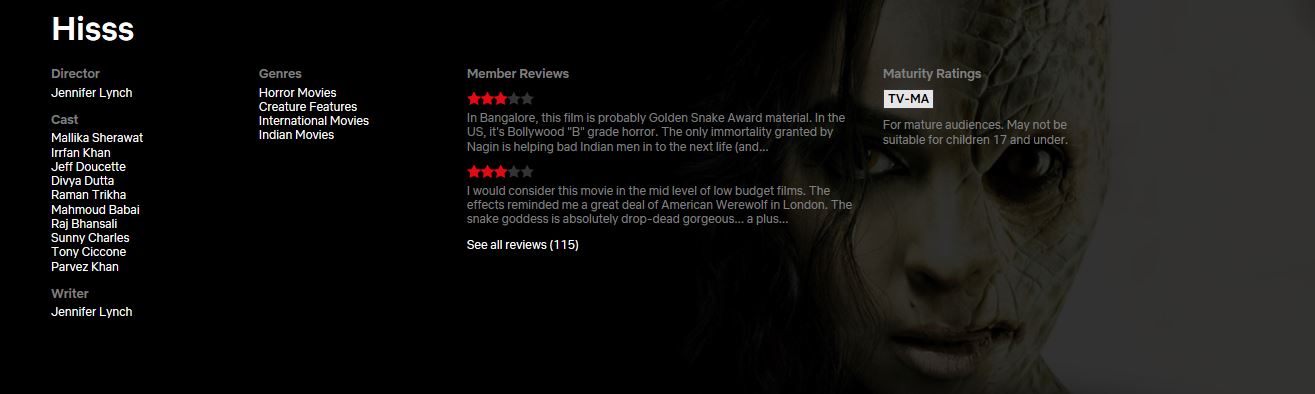 Hisss
Director
Jennifer Lynch
Cast
Mallika Sherawat
Irrfan Khan
Jeff Doucette
Divya Dutta
Raman Trikha
Mahmoud Babai
Raj Bhansali
Sunny Charles
Tony Ciccone
Parvez Khan
Writer
Jennifer Lynch
Genres
Horror Movies
Creature Features
International Movies
Indian Movies
Member Reviews
In Bangalore, this film is probably Golden Snake Award material. In the
US, it's Bollywood "B" grade horror. The only immortality granted by
Nagin is helping bad Indian men in to the next life (and...
I would consider this movie in the mid level of low budget films. The
effects reminded me a great deal of American Werewolf in London. The
snake goddess is absolutely drop-dead gorgeous... a plus...
See all reviews (115)
Maturity Ratings
TV-MA
For mature audiences. May not be
suitable for children 17 and under.